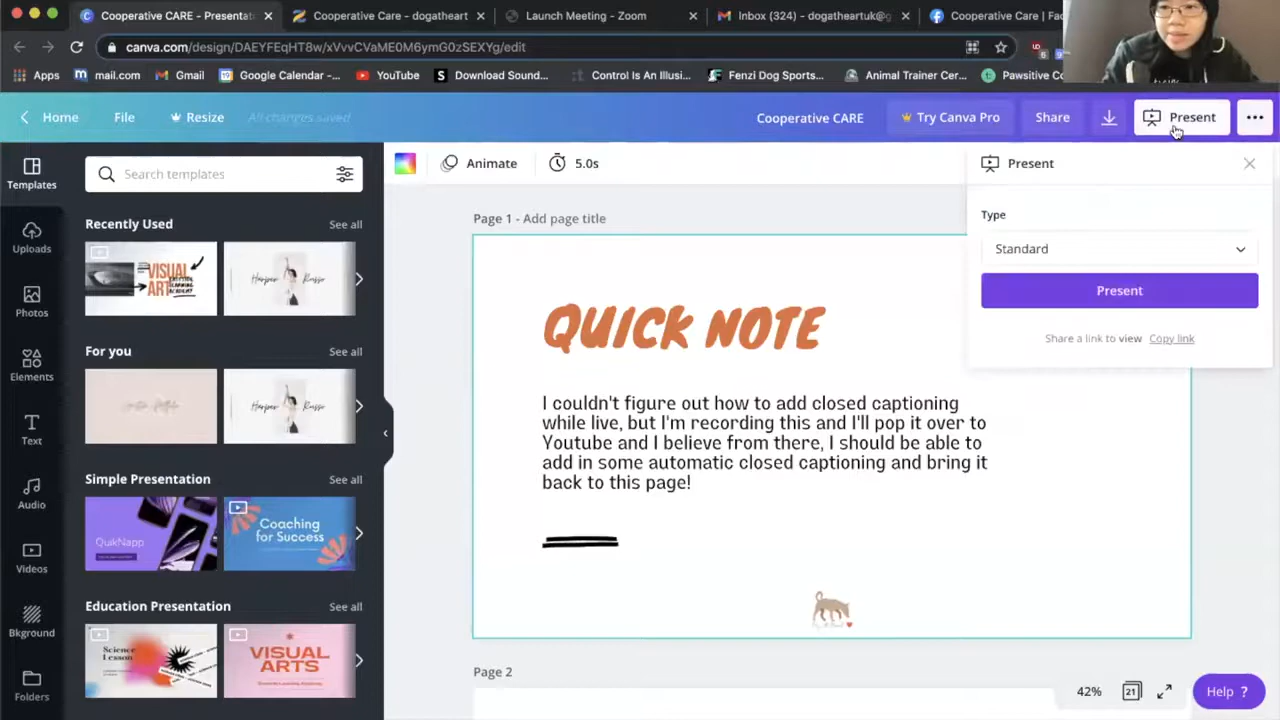 Cooperative CARE - Presentat
Cooperative Care - dogatheart
Launch Meeting - Zoom
Inbox (324) - dogatheartuk@g
Cooperative Care | Fac
canva.com/design/DAEYFEqHT8w/xVvvCVaME0M6ymG0zSEXYg/edit
Apps
mail.com
Gmail
Google Calendar -...
YouTube
Download Sound...
Control Is An Illusi...
Fenzi Dog Sports...
Animal Trainer Cer...
Pawsitive Co
Home
File
Resize
All changes saved
Cooperative CARE
Try Canva Pro
Share
Present
Templates
Uploads
Photos
Elements
Text
Audio
Videos
Bkground
Folders
Search templates
Recently Used
See all
VISUAL
ART
Harper Russo
For you
See all
Harper Russo
Simple Presentation
See all
QuikNapp
Coaching
for Success
Education Presentation
See all
Science
Lesson
VISUAL
ARTS
Animate
5.0s
Page 1 - Add page title
QUICK NOTE
I couldn't figure out how to add closed captioning
while live, but I'm recording this and I'll pop it over to
Youtube and I believe from there, I should be able to
add in some automatic closed captioning and bring it
back to this page!
Page 2
Present
Type
Standard
Present
Share a link to view Copy link
42%
21
Help ?